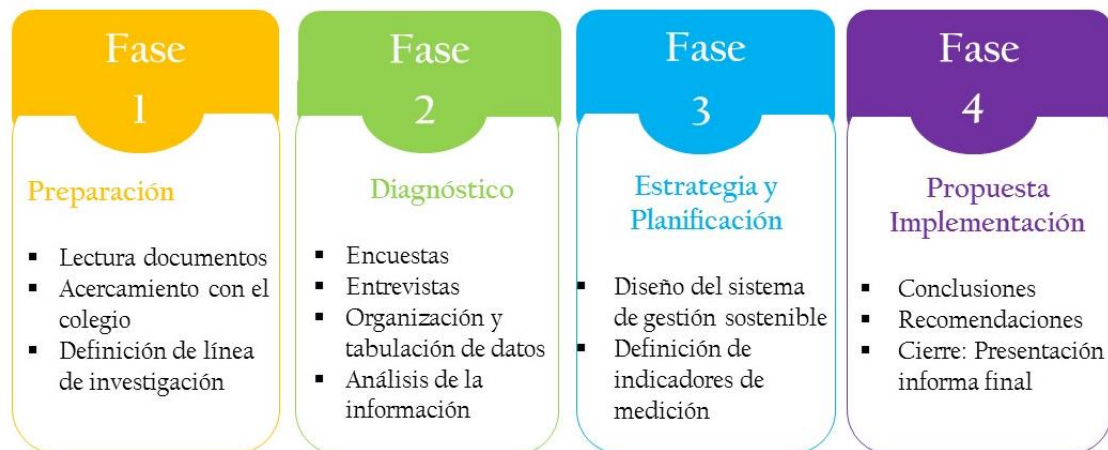 Fase
1
Preparación
Lectura documentos
Acercamiento con el
colegio
Definición de línea
de investigación
Fase
2
Diagnóstico
Encuestas
Entrevistas
Organización y
tabulación de datos
Análisis de la
información
Fase
3
Estrategia y
Planificación
Diseño del sistema
de gestión sostenible
Definición de
indicadores de
medición
Fase
4
Propuesta
Implementación
Conclusiones
Recomendaciones
Cierre: Presentación
informa final